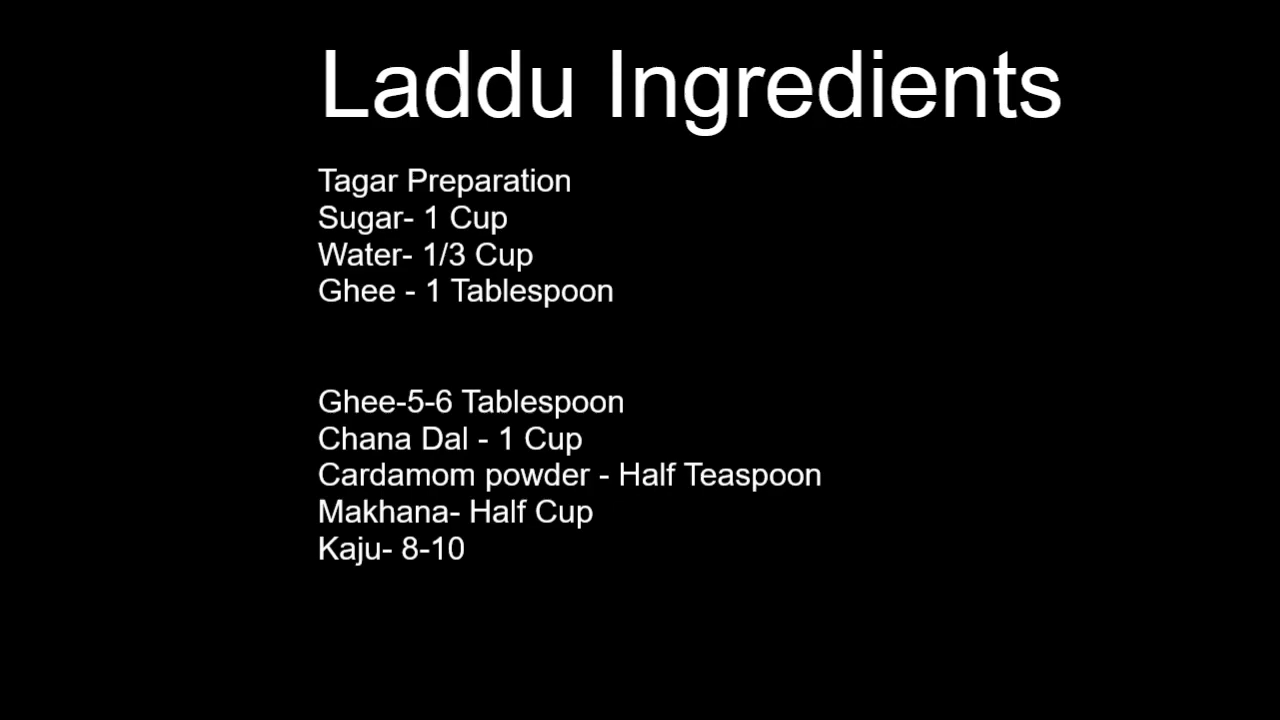 Laddu Ingredients
Tagar Preparation
Sugar- 1 Cup
Water- 1/3 Cup
Ghee - 1 Tablespoon
Ghee-5-6 Tablespoon
Chana Dal - 1 Cup
Cardamom powder - Half Teaspoon
Makhana- Half Cup
Kaju- 8-10